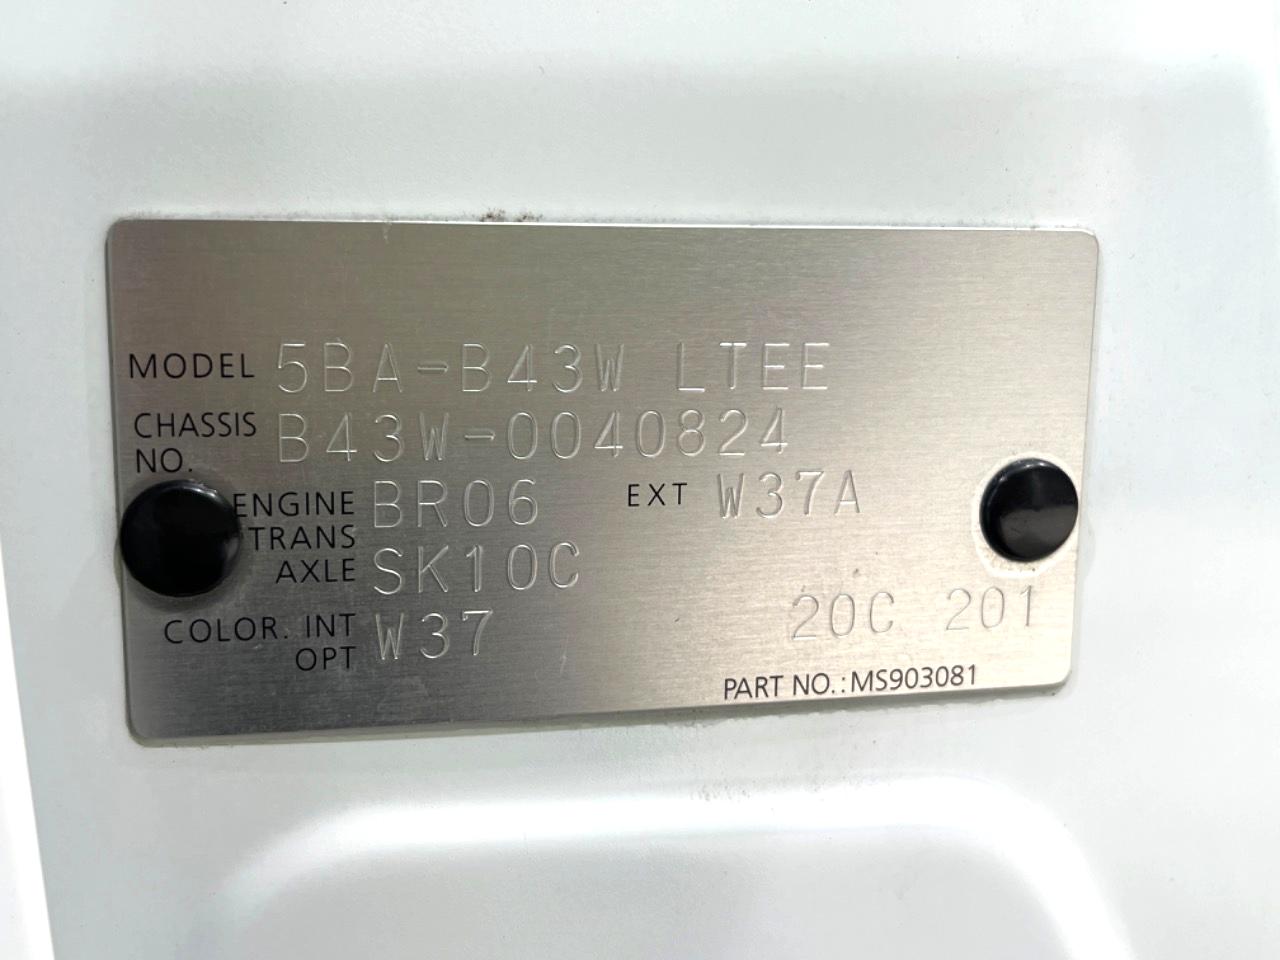 MODEL 5BA-B43W LTEE
CHASSIS NO. B43W-0040824
ENGINE BR06 EXT W37A
TRANS AXLE SK10C
COLOR. INT OPT W37 20C 201
PART NO.:MS903081